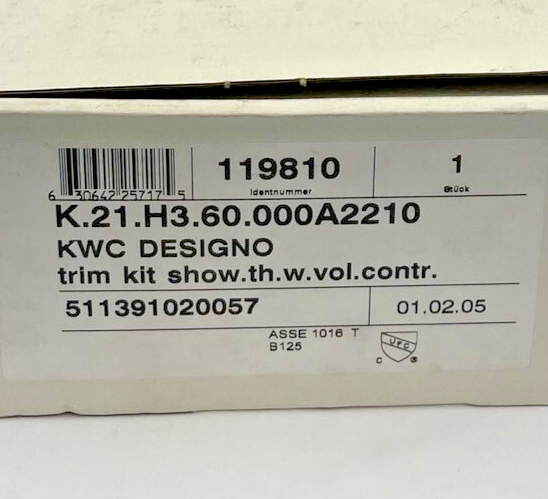 119810
1
6 30642 25717 5
Identnummer
Stück
K.21.H3.60.000A2210
KWC DESIGNO
trim kit show.th.w.vol.contr.
511391020057
01.02.05
ASSE 1016 T
B125
UPC
C ®